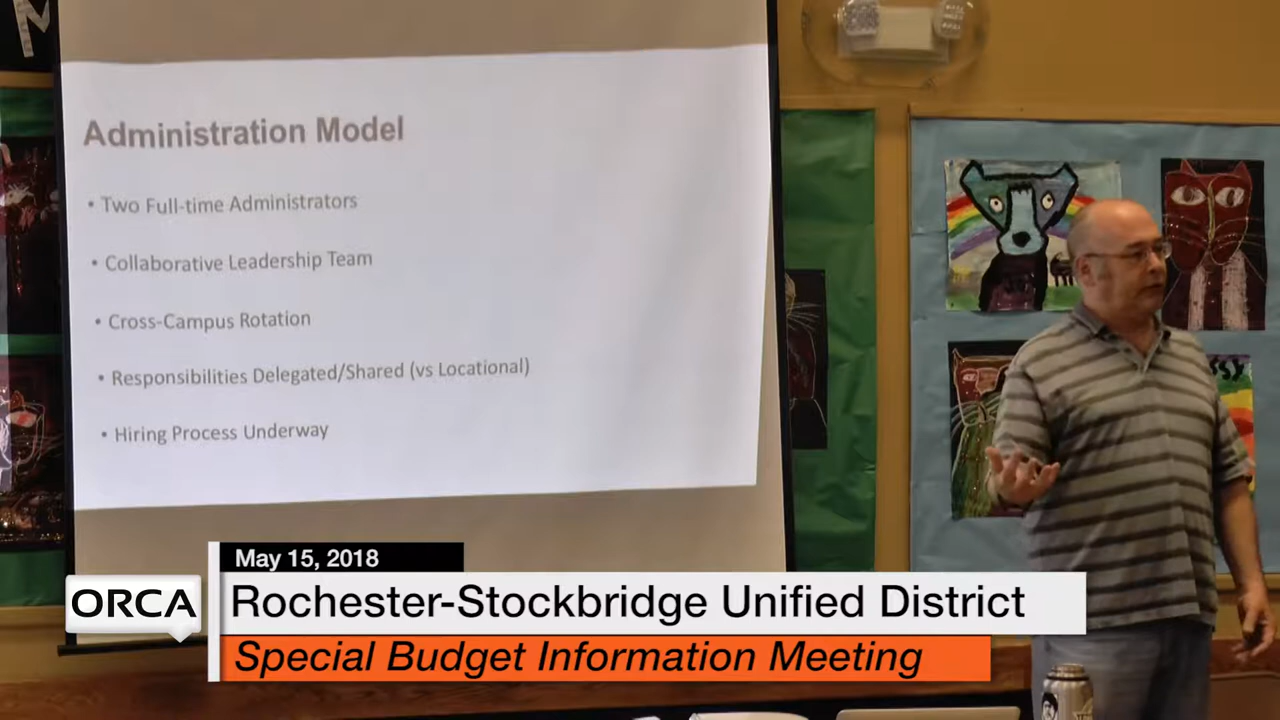 Administration Model
• Two Full-time Administrators
• Collaborative Leadership Team
• Cross-Campus Rotation
• Responsibilities Delegated/Shared (vs Locational)
• Hiring Process Underway
May 15, 2018
ORCA
Rochester-Stockbridge Unified District
Special Budget Information Meeting